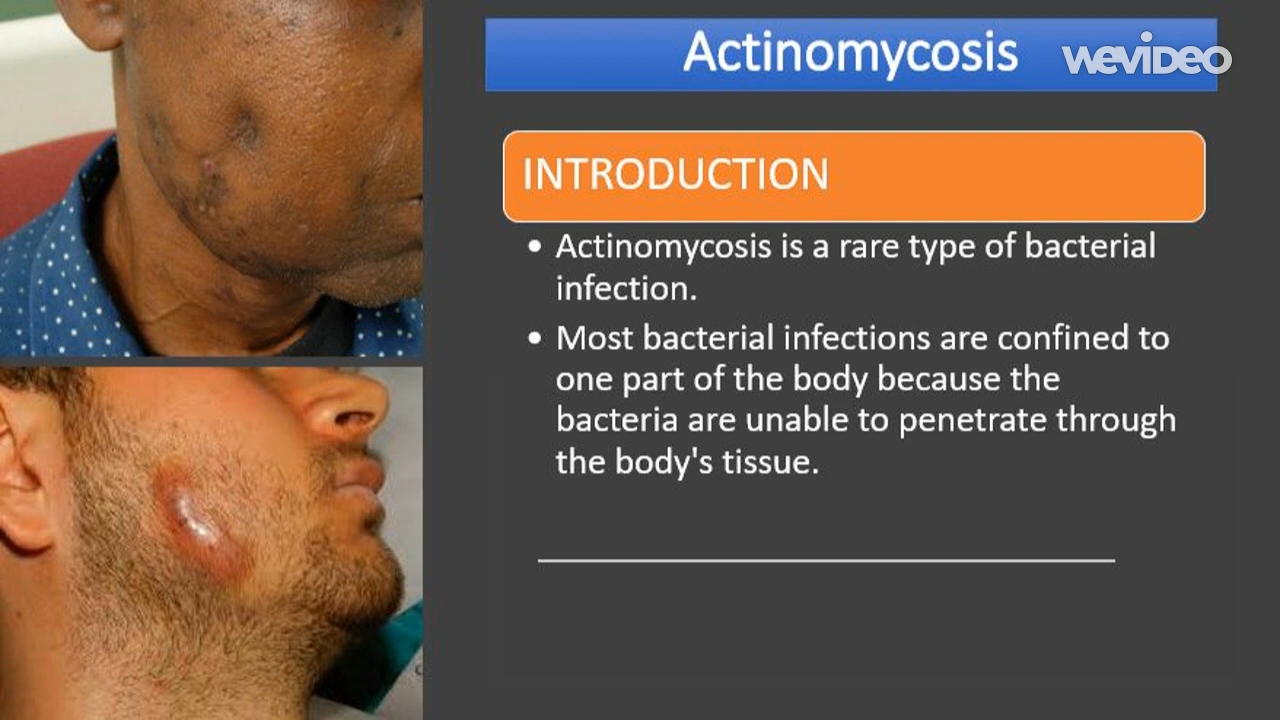 Actinomycosis
WEVIDEO
INTRODUCTION
• Actinomycosis is a rare type of bacterial
infection.
• Most bacterial infections are confined to
one part of the body because the
bacteria are unable to penetrate through
the body's tissue.